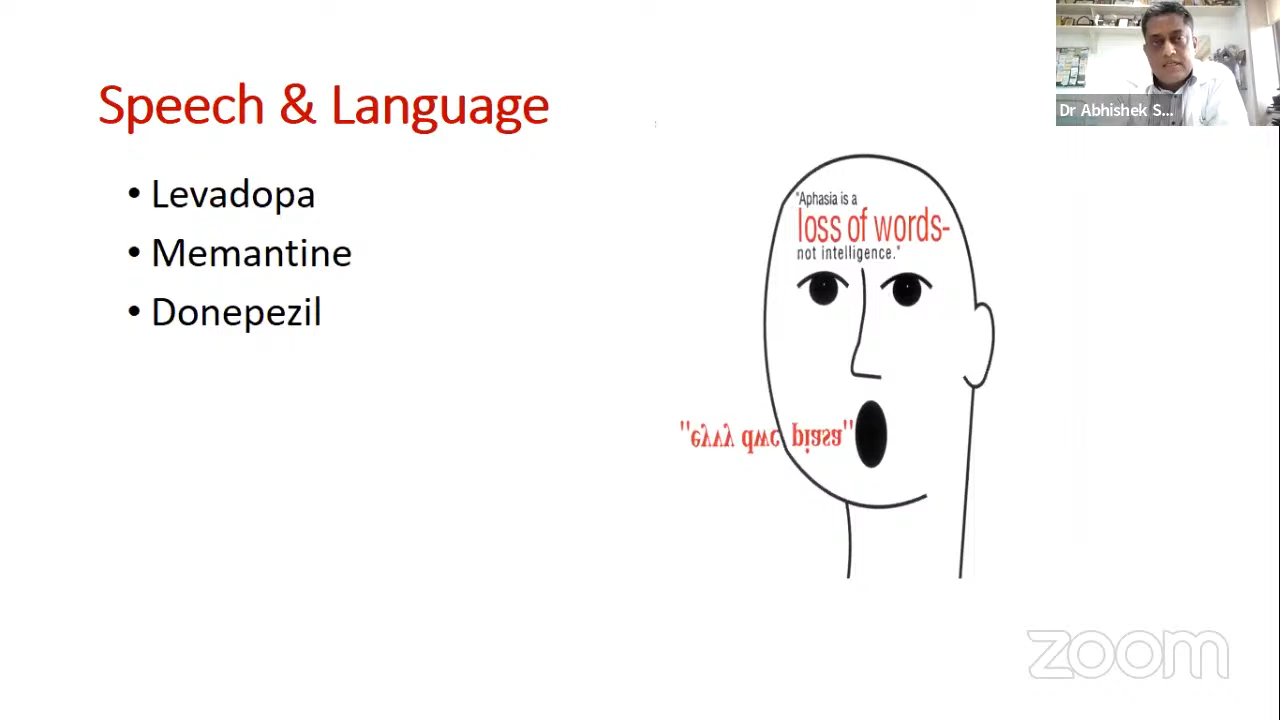 Speech & Language
• Levadopa
• Memantine
• Donepezil
"Aphasia is a
loss of words-
not intelligence."
Dr Abhishek S...
zoom